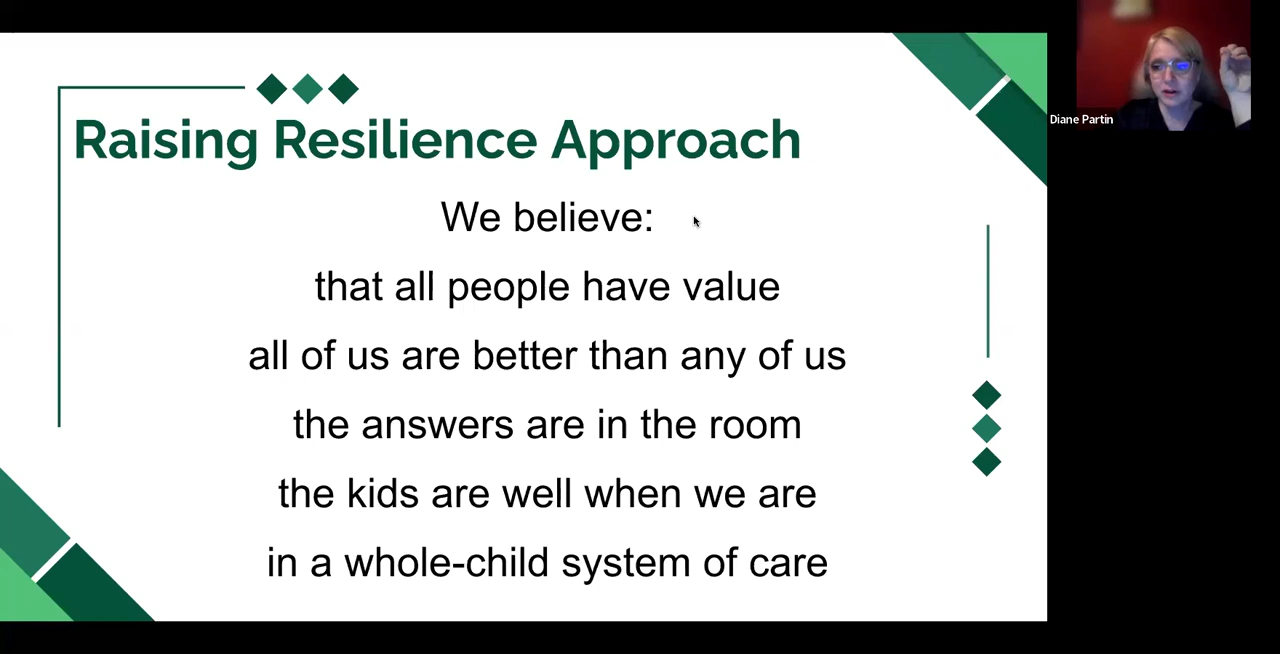 Raising Resilience Approach
We believe:
that all people have value
all of us are better than any of us
the answers are in the room
the kids are well when we are
in a whole-child system of care
Diane Partin